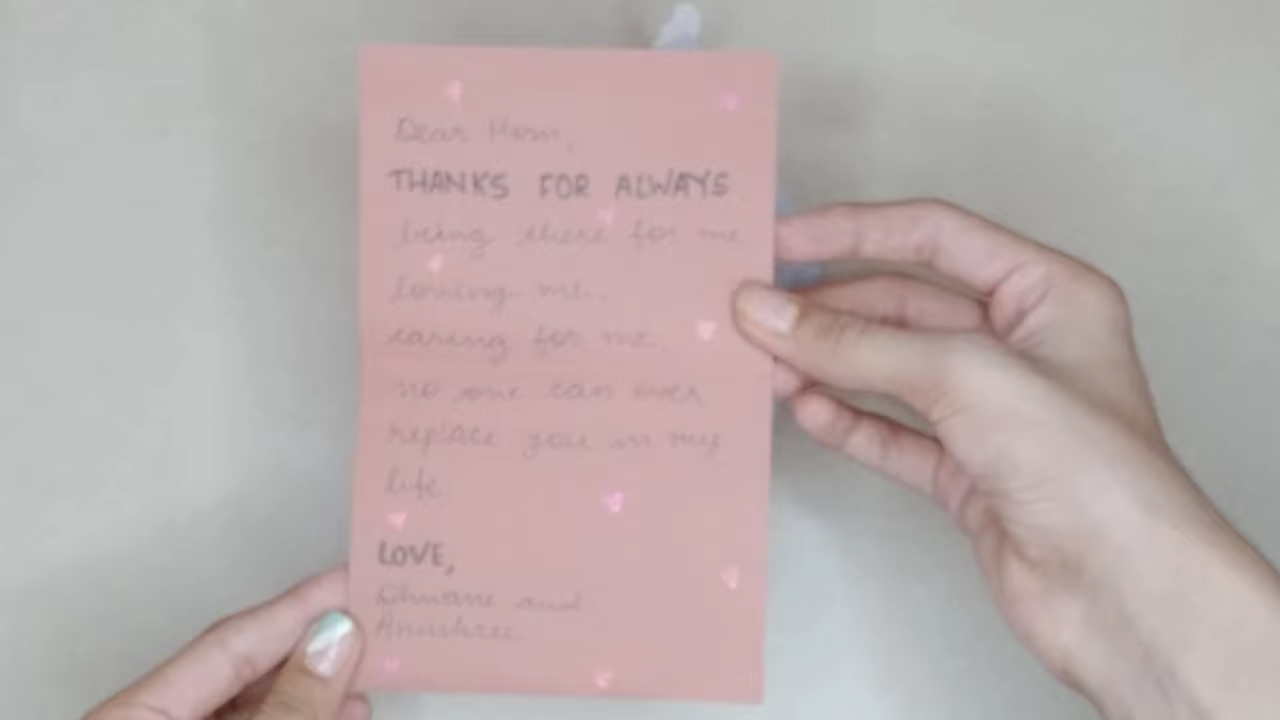 Dear Mom,
THANKS FOR ALWAYS
being there for me
loving me.
caring for me.
no one can ever
replace you in my
life
LOVE,
and
Anushree